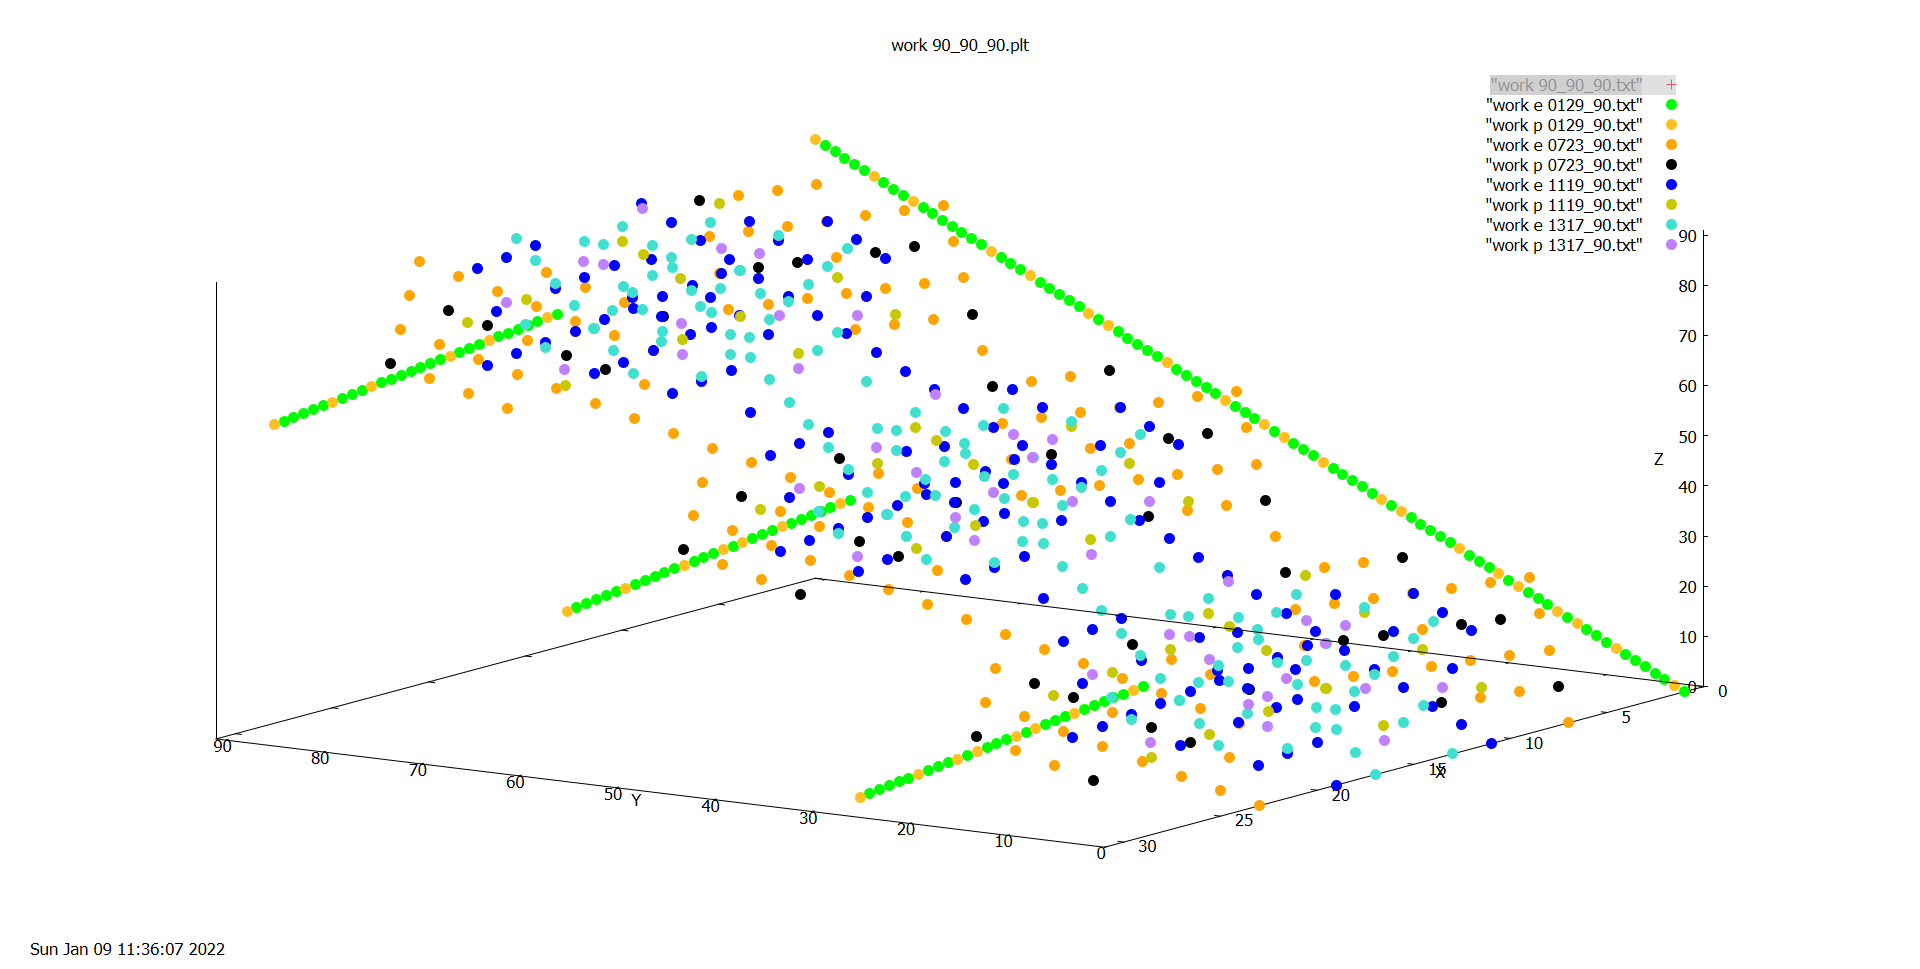 work 90_90_90.plt
"work 90_90_90.txt"
"work e 0129_90.txt"
"work p 0129_90.txt"
"work e 0723_90.txt"
"work p 0723_90.txt"
"work e 1119_90.txt"
"work p 1119_90.txt"
"work e 1317_90.txt"
"work p 1317_90.txt"
90
80
70
60
50
Z
40
30
20
10
0
0
5
10
15
X
20
25
30
90
80
70
60
50
Y
40
30
20
10
0
Sun Jan 09 11:36:07 2022